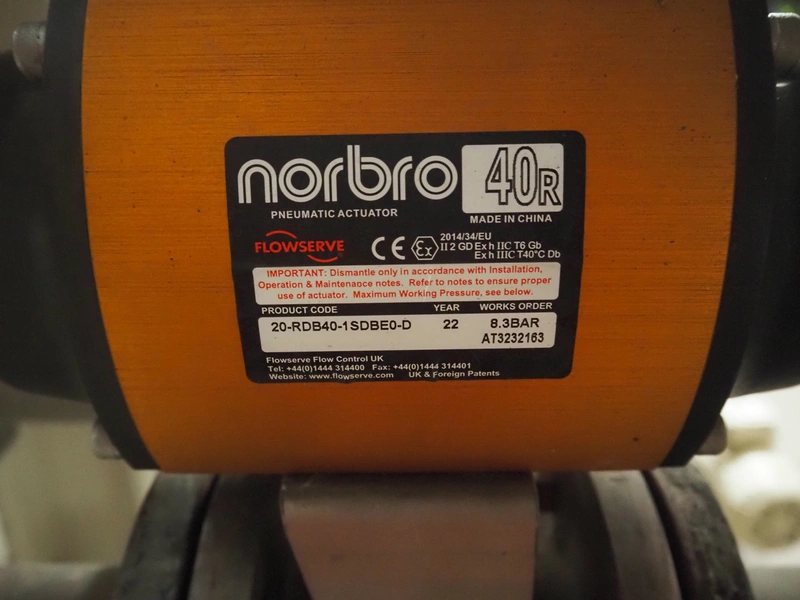 norbro 40R
PNEUMATIC ACTUATOR
MADE IN CHINA
FLOWSERVE
CE Ex
2014/34/EU
II 2 GD Ex h IIC T6 Gb
Ex h IIIC T40°C Db
IMPORTANT: Dismantle only in accordance with Installation,
Operation & Maintenance notes. Refer to notes to ensure proper
use of actuator. Maximum Working Pressure, see below.
PRODUCT CODE YEAR WORKS ORDER
20-RDB40-1SDBE0-D 22 8.3BAR
AT3232163
Flowserve Flow Control UK
Tel: +44(0)1444 314400 Fax: +44(0)1444 314401
Website: www.flowserve.com UK & Foreign Patents